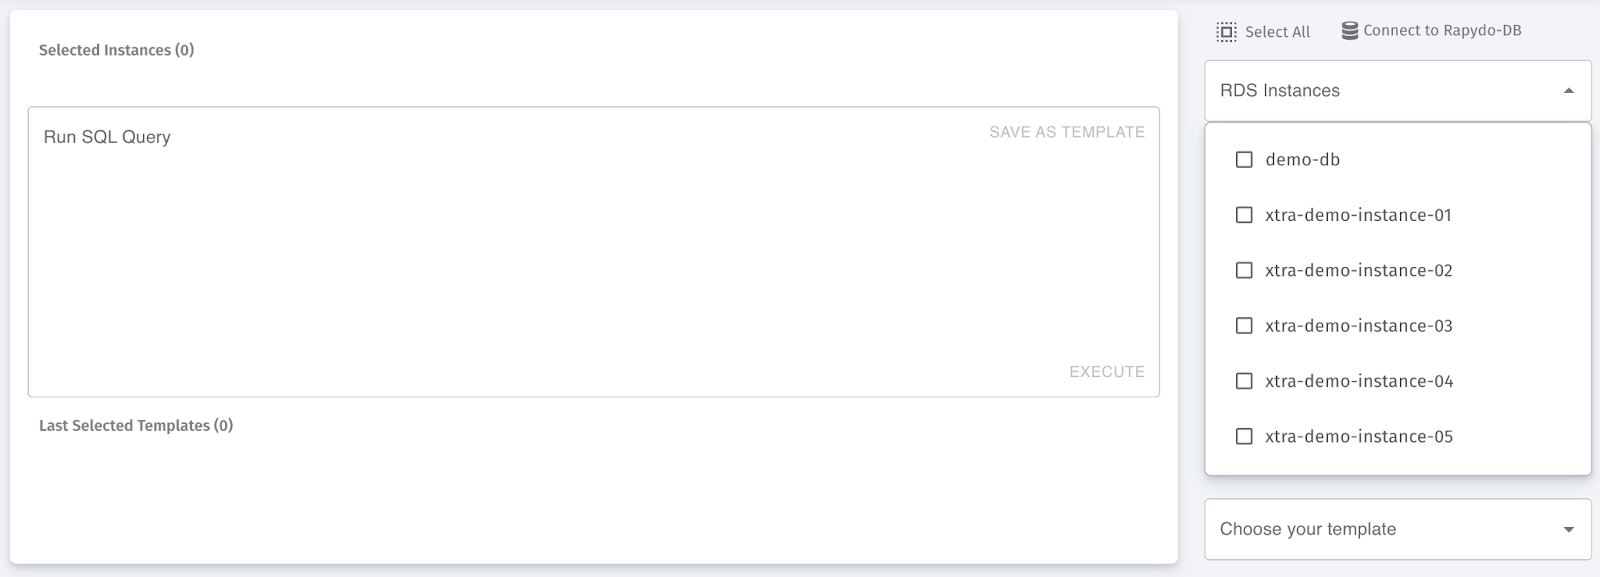 Selected Instances (0)
Run SQL Query
SAVE AS TEMPLATE
EXECUTE
Last Selected Templates (0)
Select All
Connect to Rapydo-DB
RDS Instances
demo-db
xtra-demo-instance-01
xtra-demo-instance-02
xtra-demo-instance-03
xtra-demo-instance-04
xtra-demo-instance-05
Choose your template